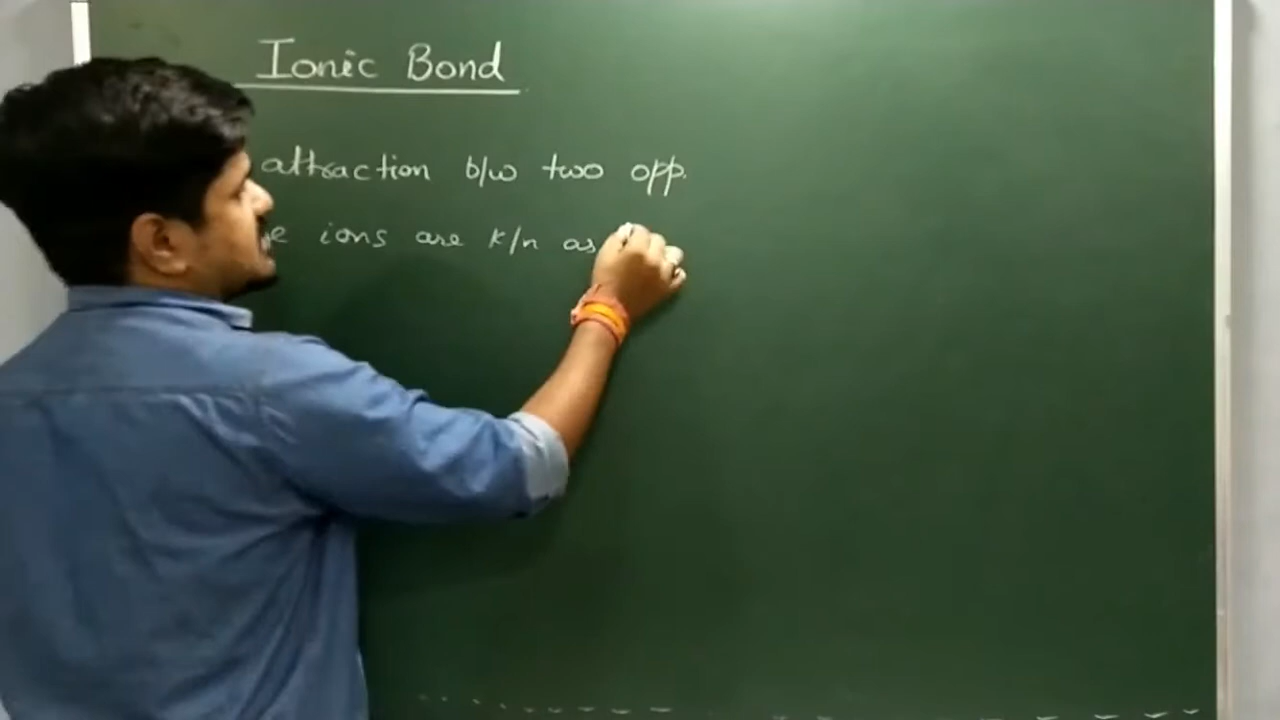 Ionic Bond
attraction b/w two opp.
ions are k/n as